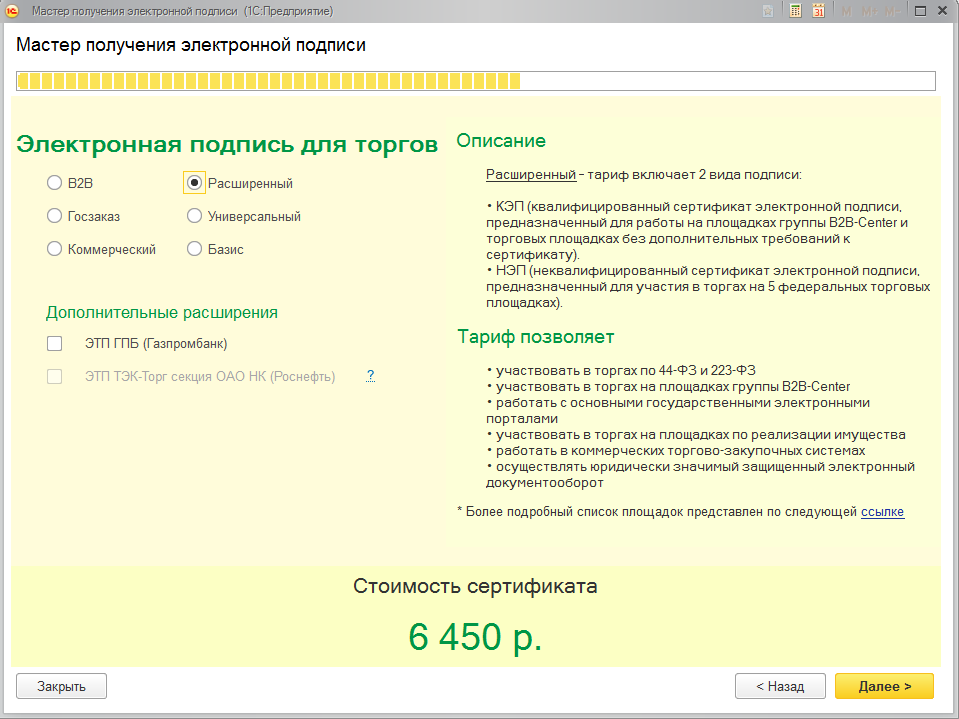 Мастер получения электронной подписи (1С:Предприятие)
31 M M+ M-
Мастер получения электронной подписи
Электронная подпись для торгов
B2B
Расширенный
Госзаказ
Универсальный
Коммерческий
Базис
Дополнительные расширения
ЭТП ГПБ (Газпромбанк)
ЭТП ТЭК-Торг секция ОАО НК (Роснефть) ?
Описание
Расширенный - тариф включает 2 вида подписи:
• КЭП (квалифицированный сертификат электронной подписи,
предназначенный для работы на площадках группы B2B-Center и
торговых площадках без дополнительных требований к
сертификату).
• НЭП (неквалифицированный сертификат электронной подписи,
предназначенный для участия в торгах на 5 федеральных торговых
площадках).
Тариф позволяет
• участвовать в торгах по 44-ФЗ и 223-ФЗ
• участвовать в торгах на площадках группы B2B-Center
• работать с основными государственными электронными
порталами
• участвовать в торгах на площадках по реализации имущества
• работать в коммерческих торгово-закупочных системах
• осуществлять юридически значимый защищенный электронный
документооборот
* Более подробный список площадок представлен по следующей ссылке
Стоимость сертификата
6 450 р.
Закрыть
< Назад
Далее >